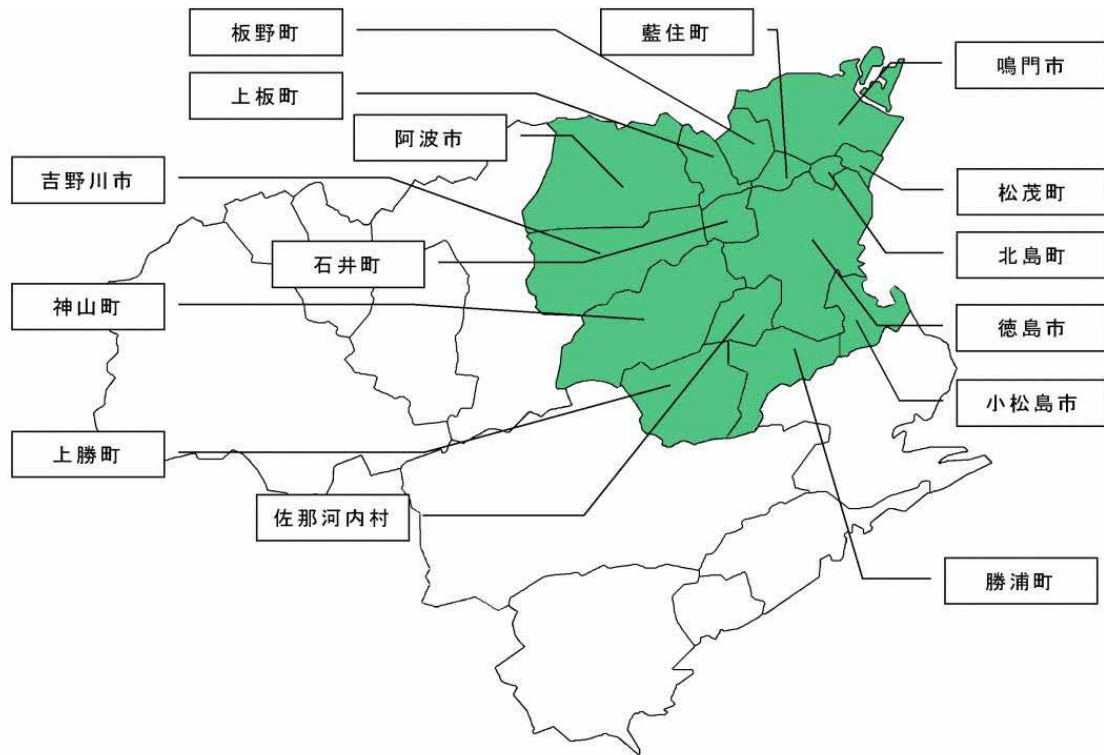 板野町
藍住町
鳴門市
上板町
阿波市
吉野川市
松茂町
石井町
北島町
神山町
徳島市
小松島市
上勝町
佐那河内村
勝浦町